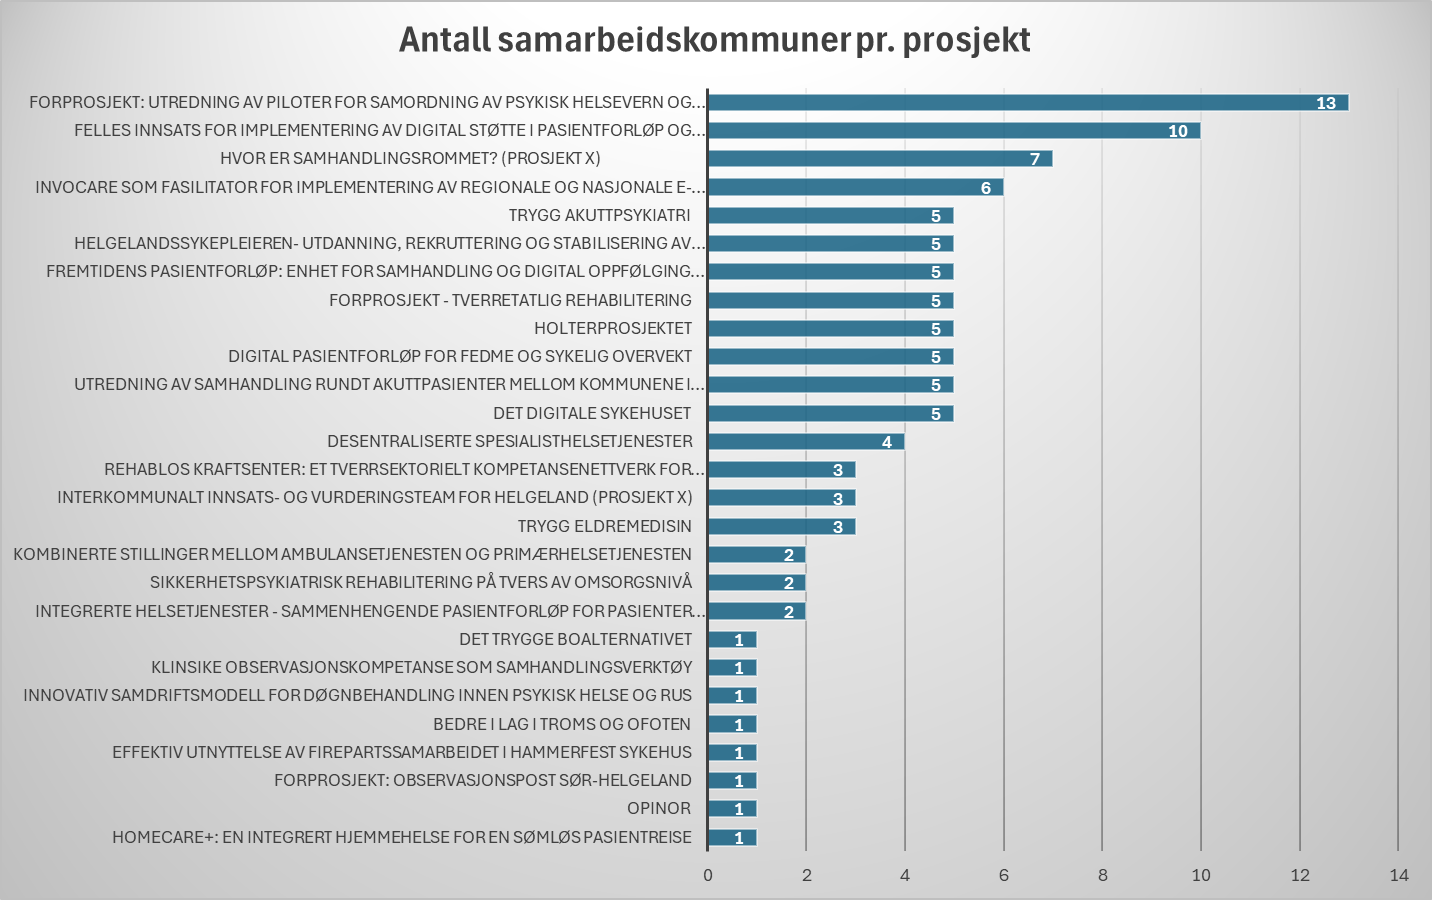 Antall samarbeidskommuner pr. prosjekt
FORPROSJEKT: UTREDNING AV PILOTER FOR SAMORDNING AV PSYKISK HELSEVERN OG… 13
FELLES INNSATS FOR IMPLEMENTERING AV DIGITAL STØTTE I PASIENTFORLØP OG… 10
HVOR ER SAMHANDLINGSROMMET? (PROSJEKT X) 7
INVOCARE SOM FASILITATOR FOR IMPLEMENTERING AV REGIONALE OG NASJONALE E-… 6
TRYGG AKUTTPSYKIATRI 5
HELGELANDSSYKEPLEIEREN- UTDANNING, REKRUTTERING OG STABILISERING AV… 5
FREMTIDENS PASIENTFORLØP: ENHET FOR SAMHANDLING OG DIGITAL OPPFØLGING… 5
FORPROSJEKT - TVERRETATLIG REHABILITERING 5
HOLTERPROSJEKTET 5
DIGITAL PASIENTFORLØP FOR FEDME OG SYKELIG OVERVEKT 5
UTREDNING AV SAMHANDLING RUNDT AKUTTPASIENTER MELLOM KOMMUNENE I… 5
DET DIGITALE SYKEHUSET 5
DESENTRALISERTE SPESIALISTHELSETJENESTER 4
REHABLOS KRAFTSENTER: ET TVERRSEKTORIELT KOMPETANSENETTVERK FOR… 3
INTERKOMMUNALT INNSATS- OG VURDERINGSTEAM FOR HELGELAND (PROSJEKT X) 3
TRYGG ELDREMEDISIN 3
KOMBINERTE STILLINGER MELLOM AMBULANSETJENESTEN OG PRIMÆRHELSETJENESTEN 2
SIKKERHETSPSYKIATRISK REHABILITERING PÅ TVERS AV OMSORGSNIVÅ 2
INTEGRERTE HELSETJENESTER - SAMMENHENGENDE PASIENTFORLØP FOR PASIENTER… 2
DET TRYGGE BOALTERNATIVET 1
KLINSIKE OBSERVASJONSKOMPETANSE SOM SAMHANDLINGSVERKTØY 1
INNOVATIV SAMDRIFTSMODELL FOR DØGNBEHANDLING INNEN PSYKISK HELSE OG RUS 1
BEDRE I LAG I TROMS OG OFOTEN 1
EFFEKTIV UTNYTTELSE AV FIREPARTSSAMARBEIDET I HAMMERFEST SYKEHUS 1
FORPROSJEKT: OBSERVASJONSPOST SØR-HELGELAND 1
OPINOR 1
HOMECARE+: EN INTEGRERT HJEMMEHELSE FOR EN SØMLØS PASIENTREISE 1
0 2 4 6 8 10 12 14